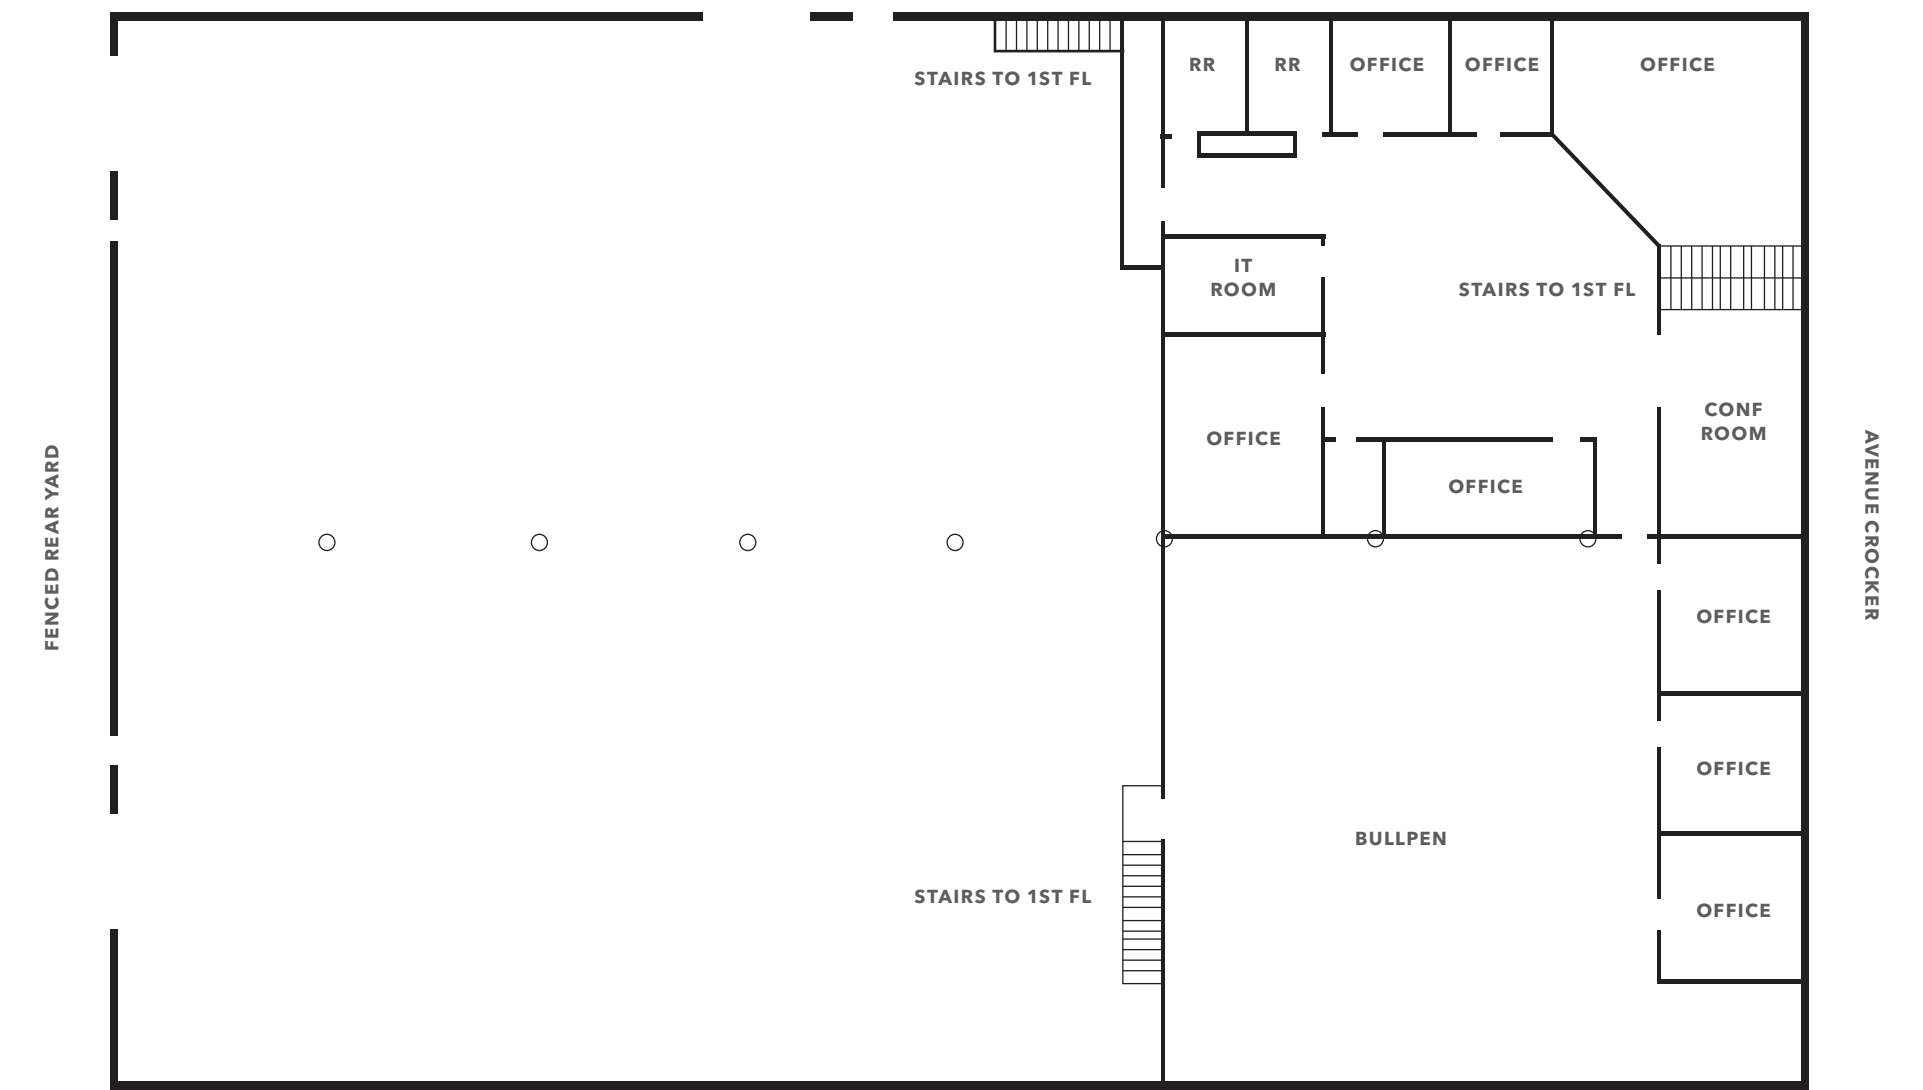 RR
RR
OFFICE
OFFICE
OFFICE
STAIRS TO 1ST FL
IT
ROOM
STAIRS TO 1ST FL
CONF
ROOM
OFFICE
OFFICE
FENCED REAR YARD
AVENUE CROCKER
OFFICE
OFFICE
BULLPEN
STAIRS TO 1ST FL
OFFICE